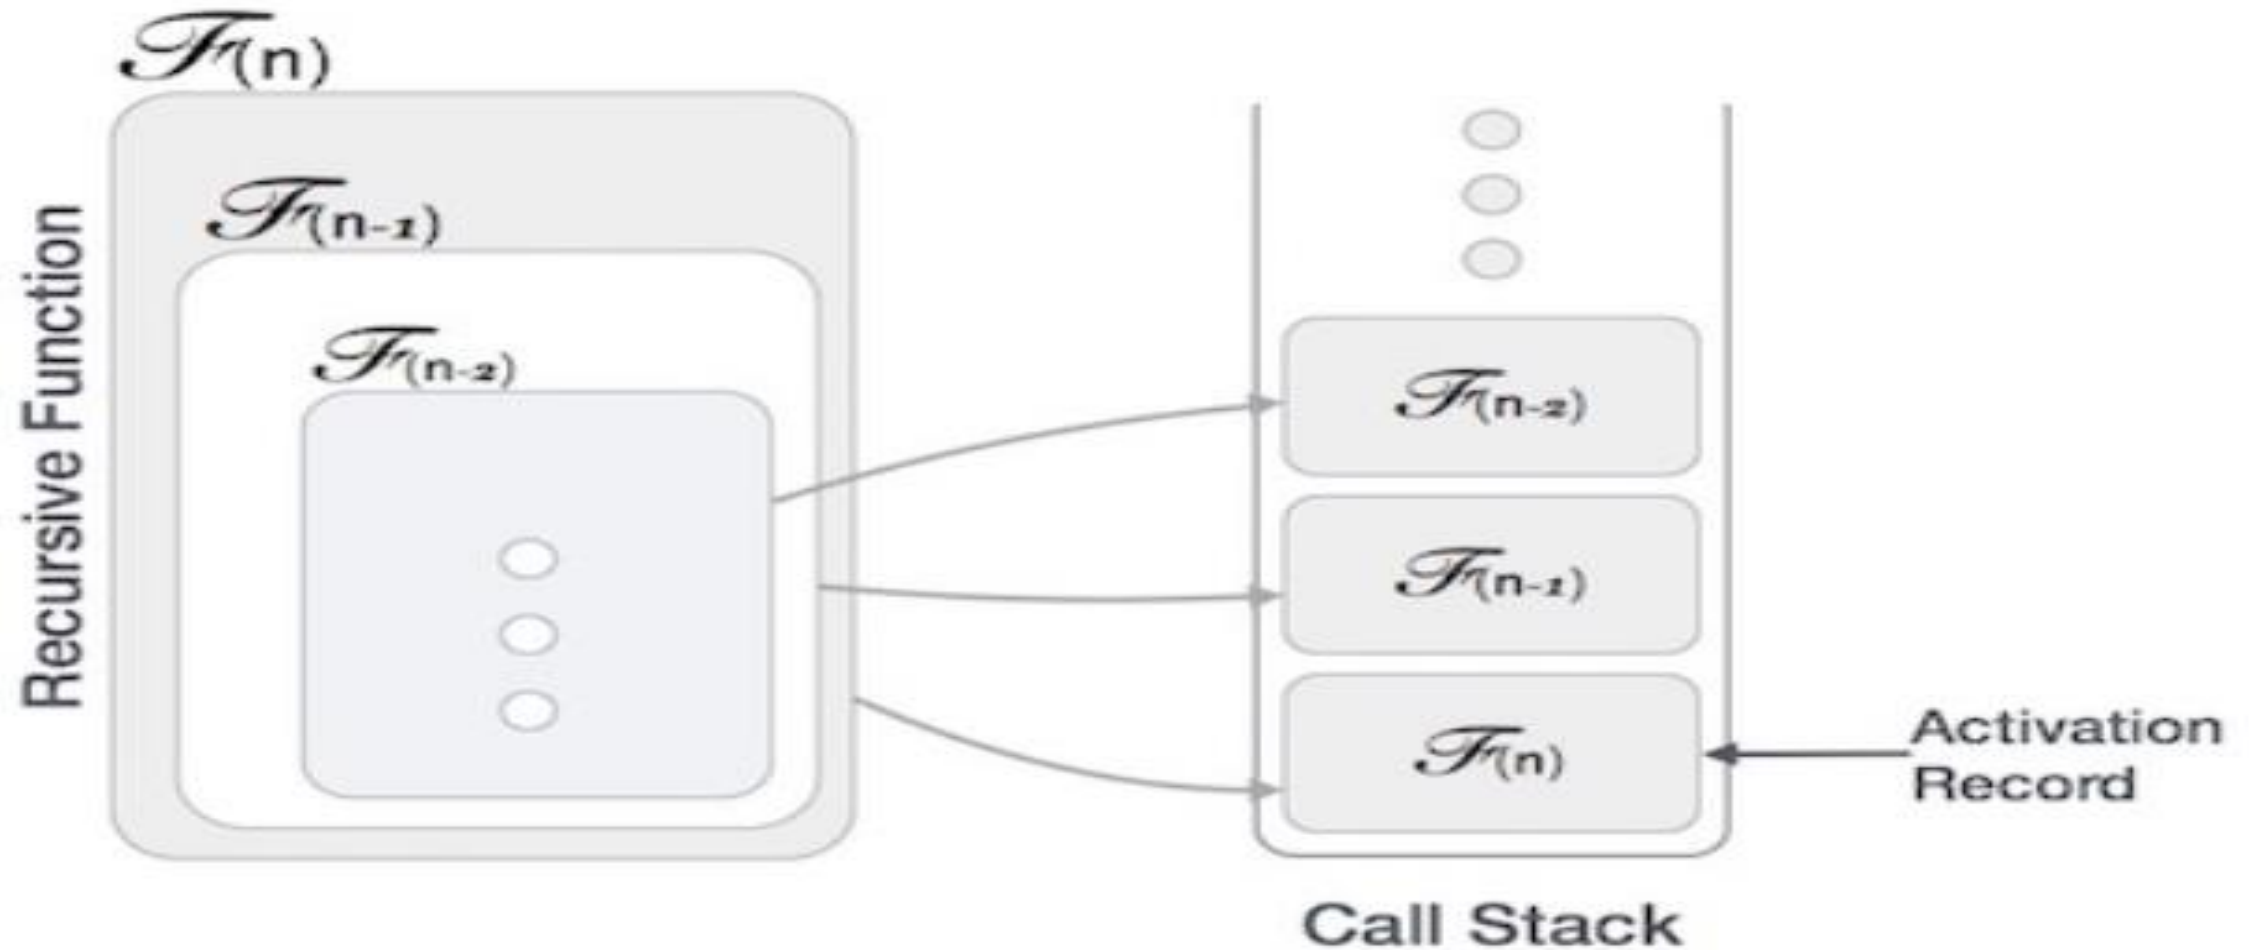 ℱ(n)
ℱ(n-1)
ℱ(n-2)
Recursive Function
ℱ(n-2)
ℱ(n-1)
ℱ(n)
Activation
Record
Call Stack